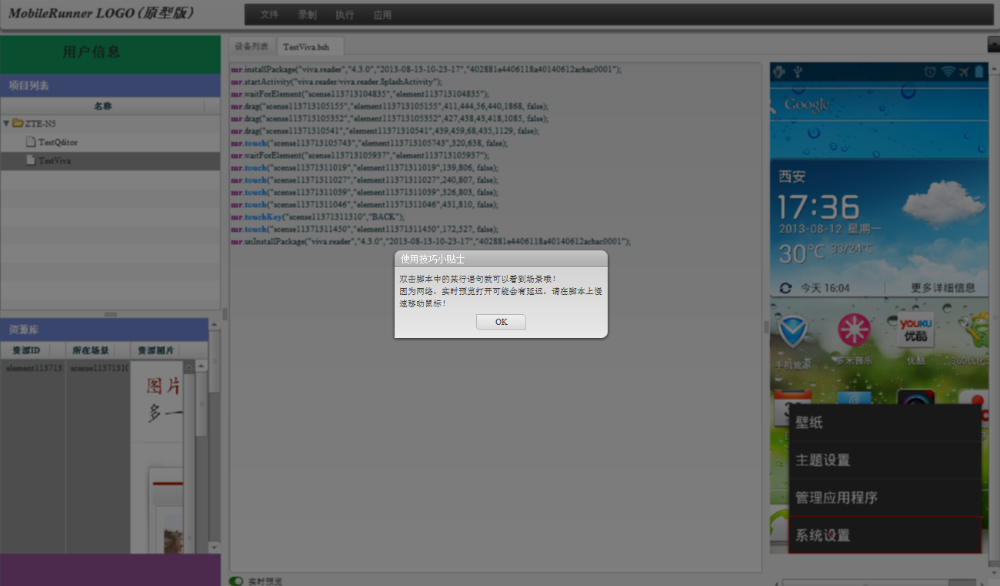 MobileRunner LOGO(原型版)
文件 录制 执行 应用
用户信息
项目列表
名称
ZTE-N5
TestQditor
TestViva
设备列表 TestViva.bsh
mr.installPackage("viva.reader","4.3.0","2013-08-13-10-23-17","402881e4406118a40140612acbac0001");
mr.startActivity("viva.reader/viva.reader.SplashActivity");
mr.waitForElement("scense113713104835","element113713104835");
mr.drag("scense113713105155","element113713105155",411,444,56,440,1868, false);
mr.drag("scense113713105352","element113713105352",427,438,43,418,1085, false);
mr.drag("scense11371310541","element11371310541",439,459,68,435,1129, false);
mr.touch("scense113713105743","element113713105743",320,638, false);
mr.waitForElement("scense113713105937","element113713105937");
mr.touch("scense11371311019","element11371311019",139,806, false);
mr.touch("scense11371311027","element11371311027",240,807, false);
mr.touch("scense11371311039","element11371311039",326,803, false);
mr.touch("scense11371311046","element11371311046",431,810, false);
mr.touchKey("scense11371311310","BACK");
mr.touch("scense11371311450","element11371311450",172,527, false);
mr.unInstallPackage("viva.reader","4.3.0","2013-08-13-10-23-17","402881e4406118a40140612acbac0001");
使用技巧小贴士
双击脚本中的某行语句就可以看到场景哦！
因为网络，实时预览打开可能会有延迟，请在脚本上慢
速移动鼠标！
OK
资源库
资源ID 所在场景 资源图片
element113713 scense11371310
图片
多一
实时预览
Google
西安
17:36
2013-08-12 星期一
30℃ 33/24℃
今天 16:04 更多详细信息
YOUKU
优酷
手机管家 多米音乐 优酷 360优化
壁纸
主题设置
管理应用程序
系统设置